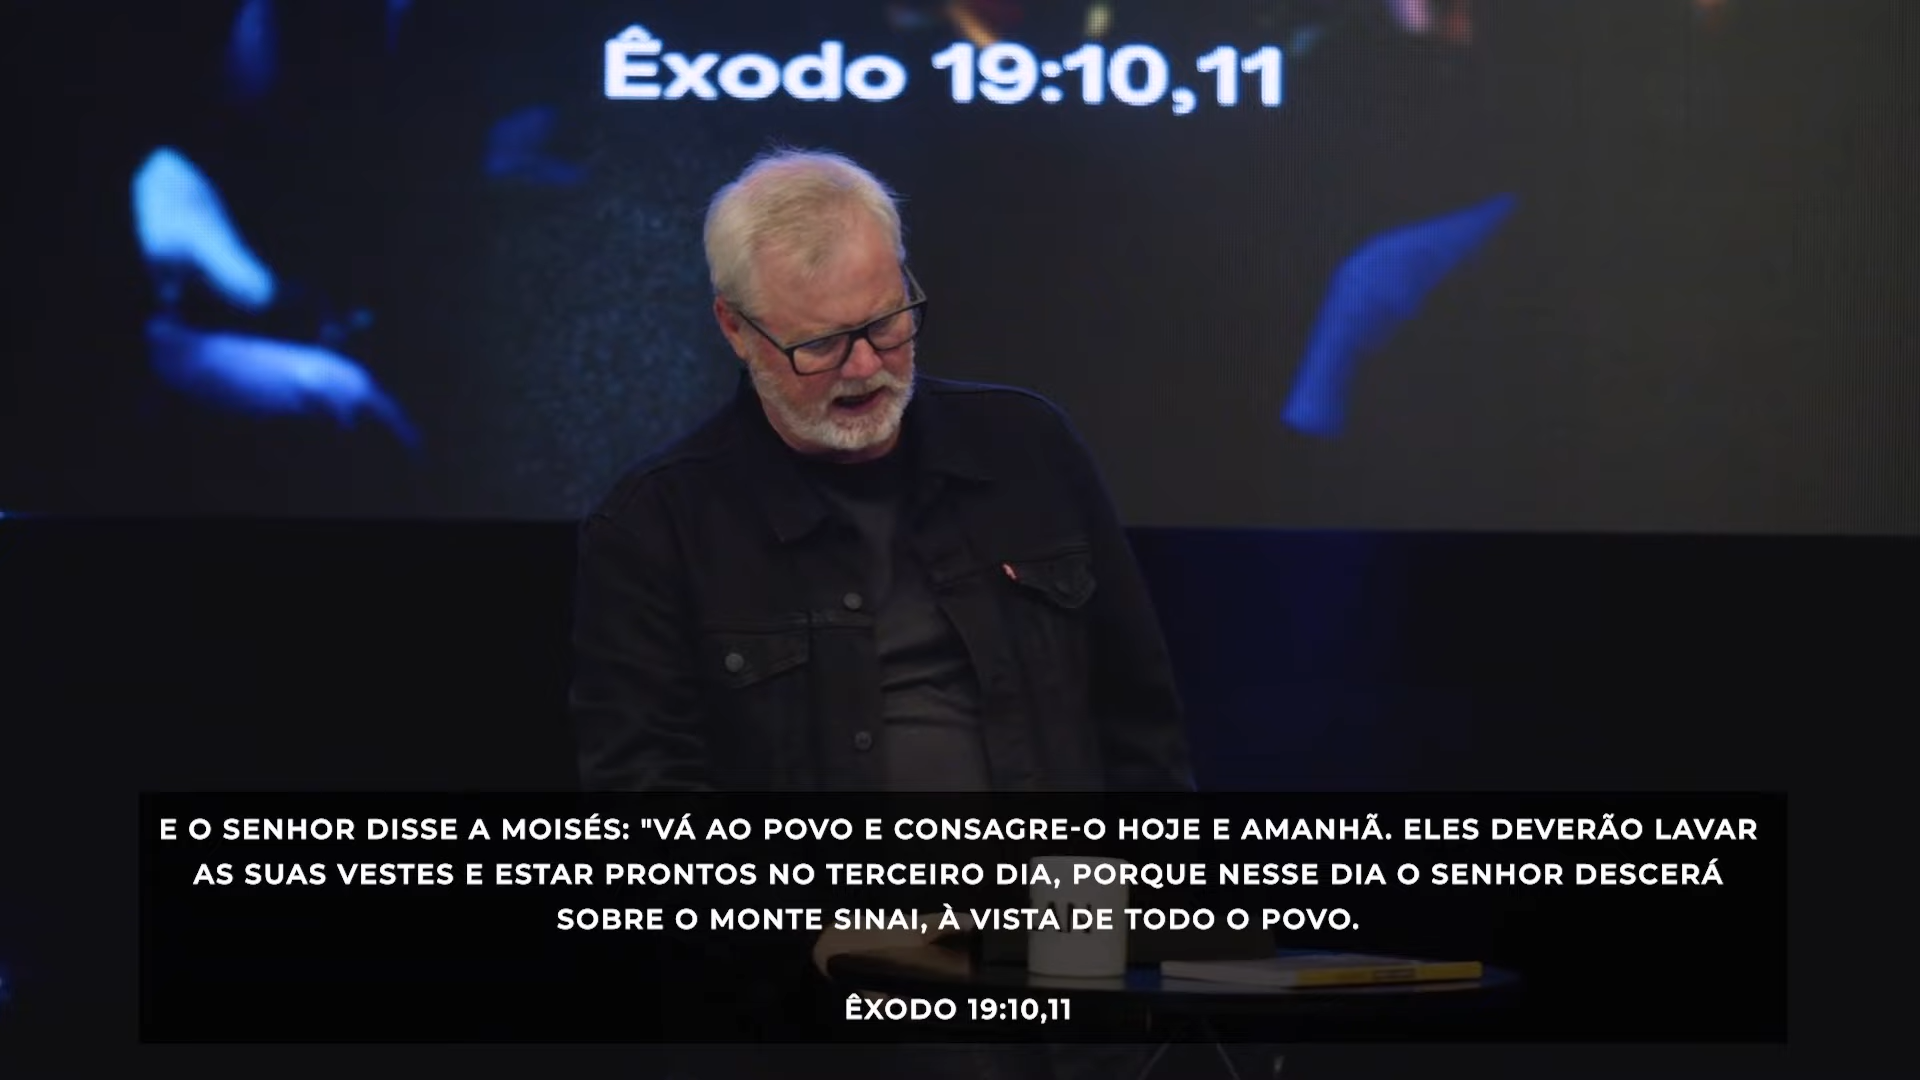 Êxodo 19:10,11
E O SENHOR DISSE A MOISÉS: "VÁ AO POVO E CONSAGRE-O HOJE E AMANHÃ. ELES DEVERÃO LAVAR
AS SUAS VESTES E ESTAR PRONTOS NO TERCEIRO DIA, PORQUE NESSE DIA O SENHOR DESCERÁ
SOBRE O MONTE SINAI, À VISTA DE TODO O POVO.
ÊXODO 19:10,11